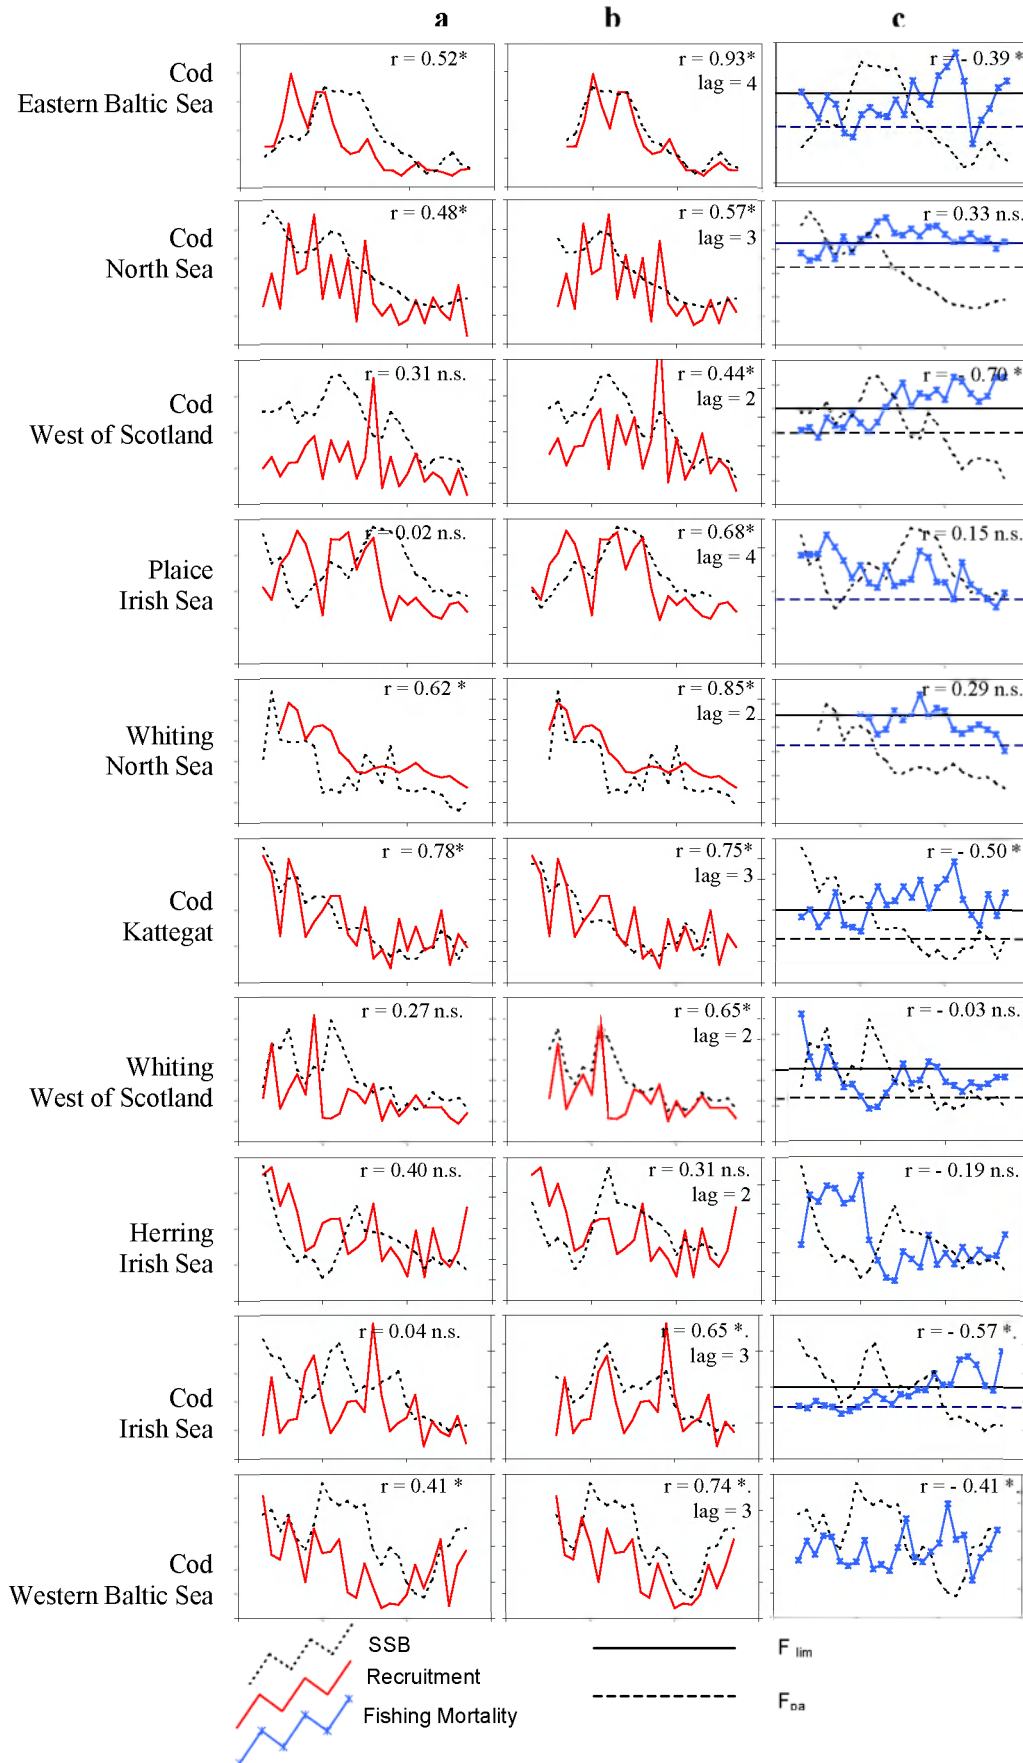 a b c
Cod
Eastern Baltic Sea
r = 0.52*
r = 0.93*
lag = 4
r = - 0.39 *
Cod
North Sea
r = 0.48*
r = 0.57*
lag = 3
r = 0.33 n.s.
Cod
West of Scotland
r = 0.31 n.s.
r = 0.44*
lag = 2
r = - 0.70 *
Plaice
Irish Sea
r = 0.02 n.s.
r = 0.68*
lag = 4
r = 0.15 n.s.
Whiting
North Sea
r = 0.62 *
r = 0.85*
lag = 2
r = 0.29 n.s.
Cod
Kattegat
r = 0.78*
r = 0.75*
lag = 3
r = - 0.50 *
Whiting
West of Scotland
r = 0.27 n.s.
r = 0.65*
lag = 2
r = - 0.03 n.s.
Herring
Irish Sea
r = 0.40 n.s.
r = 0.31 n.s.
lag = 2
r = - 0.19 n.s.
Cod
Irish Sea
r = 0.04 n.s.
r = 0.65 *.
lag = 3
r = - 0.57 *.
Cod
Western Baltic Sea
r = 0.41 *
r = 0.74 *.
lag = 3
r = - 0.41 *
SSB
Recruitment
Fishing Mortality
F lim
F pa